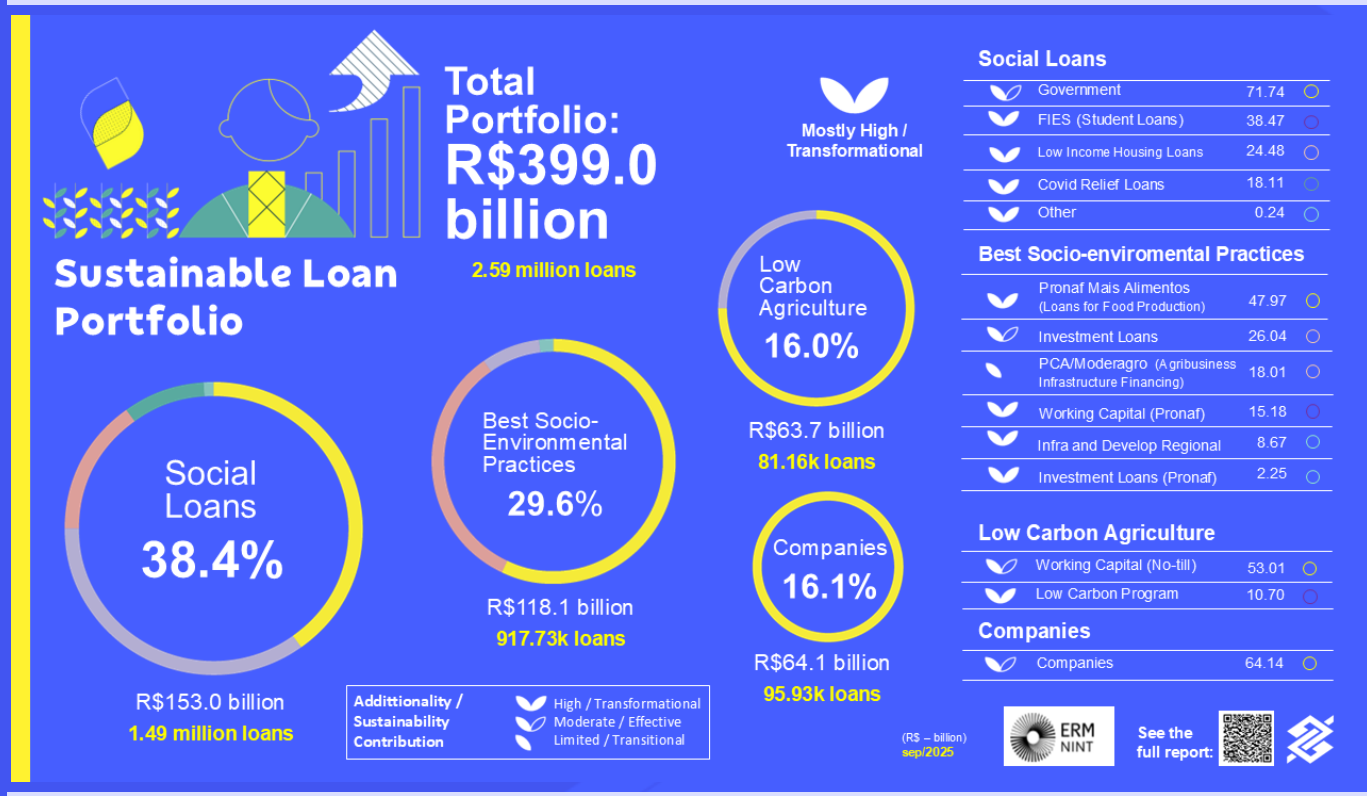 Sustainable Loan
Portfolio
Total
Portfolio:
R$399.0
billion
2.59 million loans
Mostly High /
Transformational
Social
Loans
38.4%
R$153.0 billion
1.49 million loans
Best Socio-
Environmental
Practices
29.6%
R$118.1 billion
917.73k loans
Low
Carbon
Agriculture
16.0%
R$63.7 billion
81.16k loans
Companies
16.1%
R$64.1 billion
95.93k loans
Addittionality /
Sustainability
Contribution
High / Transformational
Moderate / Effective
Limited / Transitional
Social Loans
Government 71.74
FIES (Student Loans) 38.47
Low Income Housing Loans 24.48
Covid Relief Loans 18.11
Other 0.24
Best Socio-enviromental Practices
Pronaf Mais Alimentos
(Loans for Food Production) 47.97
Investment Loans 26.04
PCA/Moderagro (Agribusiness
Infrastructure Financing) 18.01
Working Capital (Pronaf) 15.18
Infra and Develop Regional 8.67
Investment Loans (Pronaf) 2.25
Low Carbon Agriculture
Working Capital (No-till) 53.01
Low Carbon Program 10.70
Companies
Companies 64.14
(R$ – billion)
sep/2025
ERM
NINT
See the
full report: